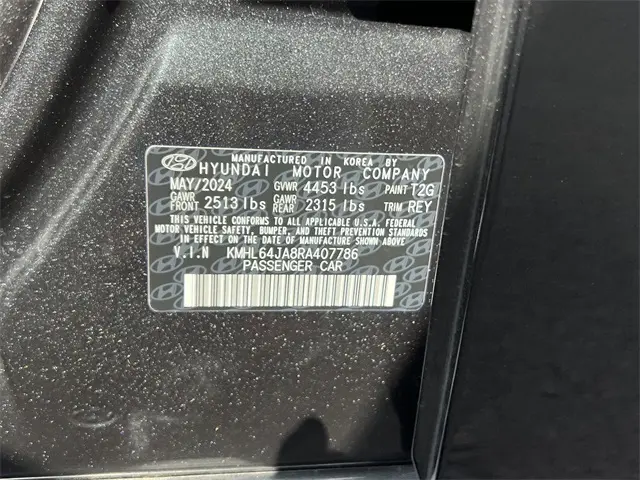 MANUFACTURED IN KOREA BY
HYUNDAI MOTOR COMPANY
MAY/2024 GVWR 4453 lbs PAINT T2G
GAWR FRONT 2513 lbs GAWR REAR 2315 lbs TRIM REY
THIS VEHICLE CONFORMS TO ALL APPLICABLE U.S.A. FEDERAL
MOTOR VEHICLE SAFETY, BUMPER, AND THEFT PREVENTION STANDARDS
IN EFFECT ON THE DATE OF MANUFACTURE SHOWN ABOVE.
V.I.N KMHL64JA8RA407786
PASSENGER CAR